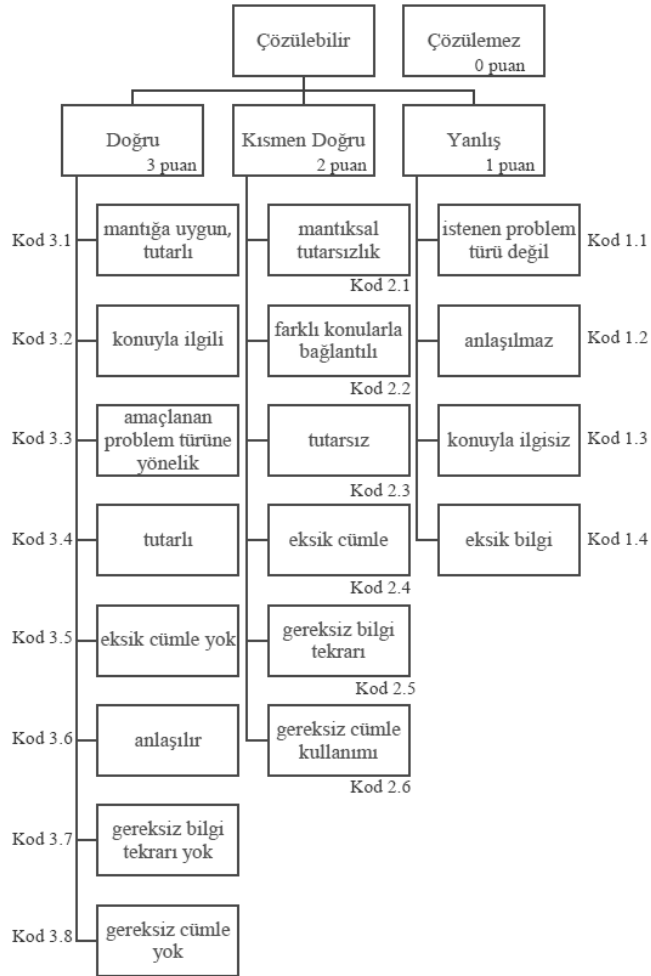 Çözülebilir
Çözülemez
0 puan
Doğru
3 puan
Kısmen Doğru
2 puan
Yanlış
1 puan
Kod 3.1
mantığa uygun,
tutarlı
mantıksal
tutarsızlık
Kod 2.1
istenen problem
türü değil
Kod 1.1
Kod 3.2
konuyla ilgili
farklı konularla
bağlantılı
Kod 2.2
anlaşılmaz
Kod 1.2
Kod 3.3
amaçlanan
problem türüne
yönelik
tutarsız
Kod 2.3
konuyla ilgisiz
Kod 1.3
Kod 3.4
tutarlı
eksik cümle
Kod 2.4
eksik bilgi
Kod 1.4
Kod 3.5
eksik cümle yok
gereksiz bilgi
tekrarı
Kod 2.5
Kod 3.6
anlaşılır
gereksiz cümle
kullanımı
Kod 2.6
Kod 3.7
gereksiz bilgi
tekrarı yok
Kod 3.8
gereksiz cümle
yok